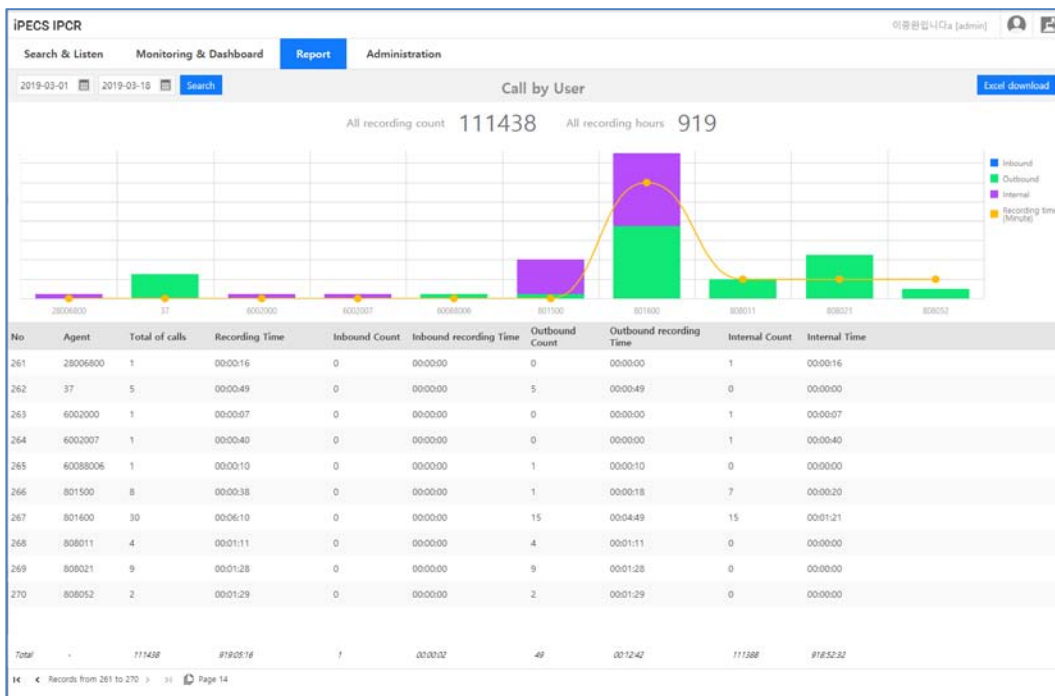 iPECS IPCR
이중원입니다a [admin]
Search & Listen Monitoring & Dashboard Report Administration
2019-03-01 2019-03-18 Search Call by User Excel download
All recording count 111438 All recording hours 919
Inbound
Outbound
Internal
Recording time
(Minute)
28006800 37 6002000 6002007 60088006 801500 801600 808011 808021 808052
No Agent Total of calls Recording Time Inbound Count Inbound recording Time Outbound Count Outbound recording Time Internal Count Internal Time
261 28006800 1 00:00:16 0 00:00:00 0 00:00:00 1 00:00:16
262 37 5 00:00:49 0 00:00:00 5 00:00:49 0 00:00:00
263 6002000 1 00:00:07 0 00:00:00 0 00:00:00 1 00:00:07
264 6002007 1 00:00:40 0 00:00:00 0 00:00:00 1 00:00:40
265 60088006 1 00:00:10 0 00:00:00 1 00:00:10 0 00:00:00
266 801500 8 00:00:38 0 00:00:00 1 00:00:18 7 00:00:20
267 801600 30 00:06:10 0 00:00:00 15 00:04:49 15 00:01:21
268 808011 4 00:01:11 0 00:00:00 4 00:01:11 0 00:00:00
269 808021 9 00:01:28 0 00:00:00 9 00:01:28 0 00:00:00
270 808052 2 00:01:29 0 00:00:00 2 00:01:29 0 00:00:00
Total - 111438 919:05:16 1 00:00:02 49 00:12:42 111388 918:52:32
Records from 261 to 270 Page 14